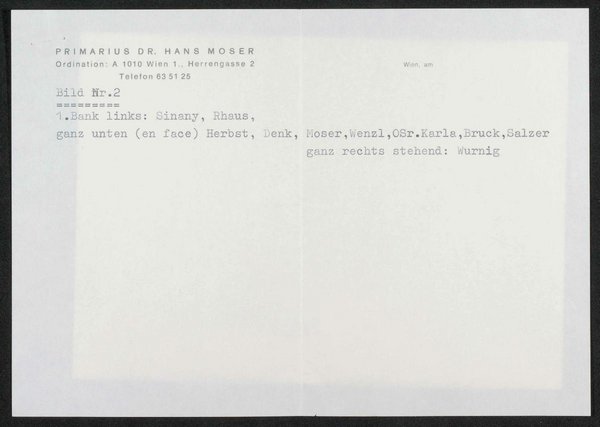 PRIMARIUS DR. HANS MOSER
Ordination: A 1010 Wien 1., Herrengasse 2
Telefon 63 51 25
Wien, am
Bild Nr.2
=========
1.Bank links: Sinany, Rhaus,
ganz unten (en face) Herbst, Denk, Moser,Wenzl,OSr.Karla,Bruck,Salzer
ganz rechts stehend: Wurnig